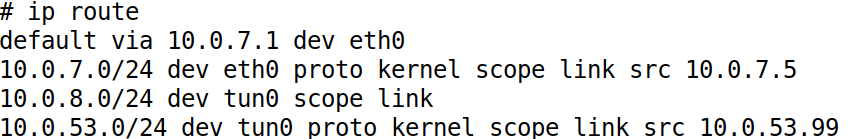 # ip route
default via 10.0.7.1 dev eth0
10.0.7.0/24 dev eth0 proto kernel scope link src 10.0.7.5
10.0.8.0/24 dev tun0 scope link
10.0.53.0/24 dev tun0 proto kernel scope link src 10.0.53.99